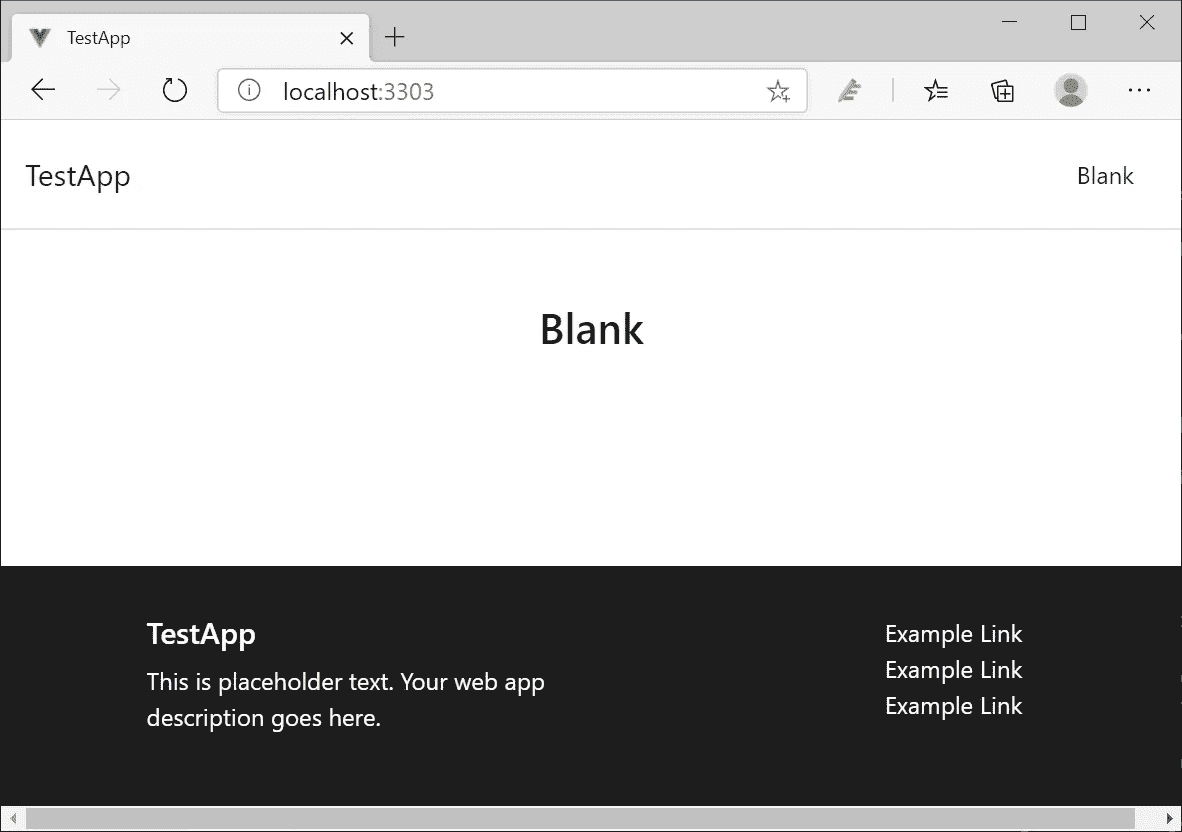 TestApp
localhost:3303
TestApp
Blank
Blank
TestApp
This is placeholder text. Your web app
description goes here.
Example Link
Example Link
Example Link